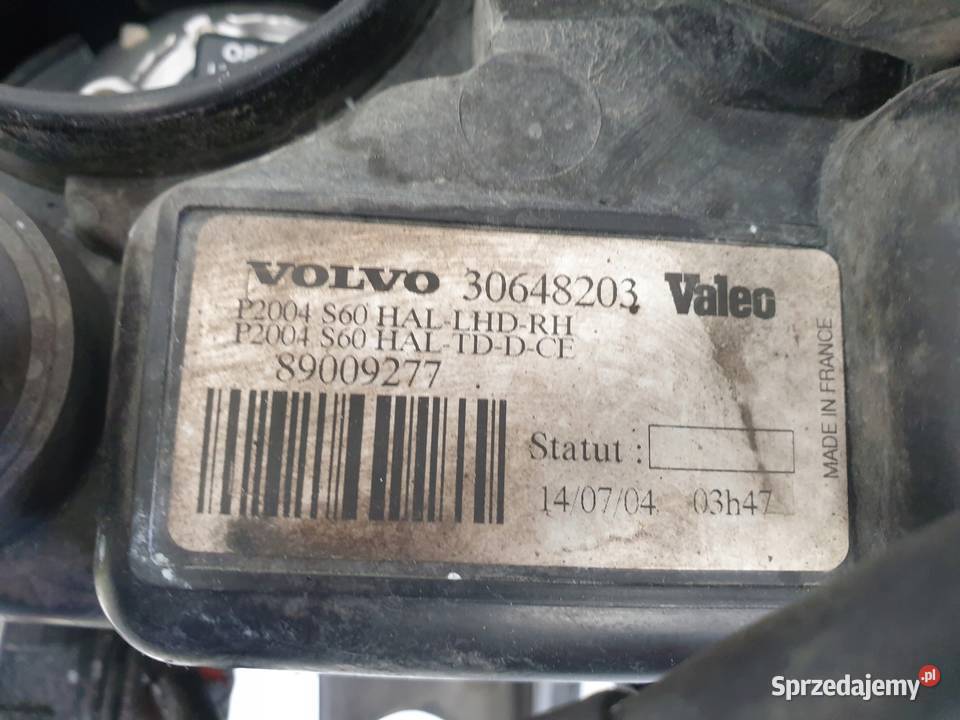 VOLVO 30648203 Valeo
P2004 S60 HAL-LHD-RH
P2004 S60 HAL-TD-D-CE
89009277
Statut :
14/07/04 03h47
MADE IN FRANCE
Sprzedajemy.pl